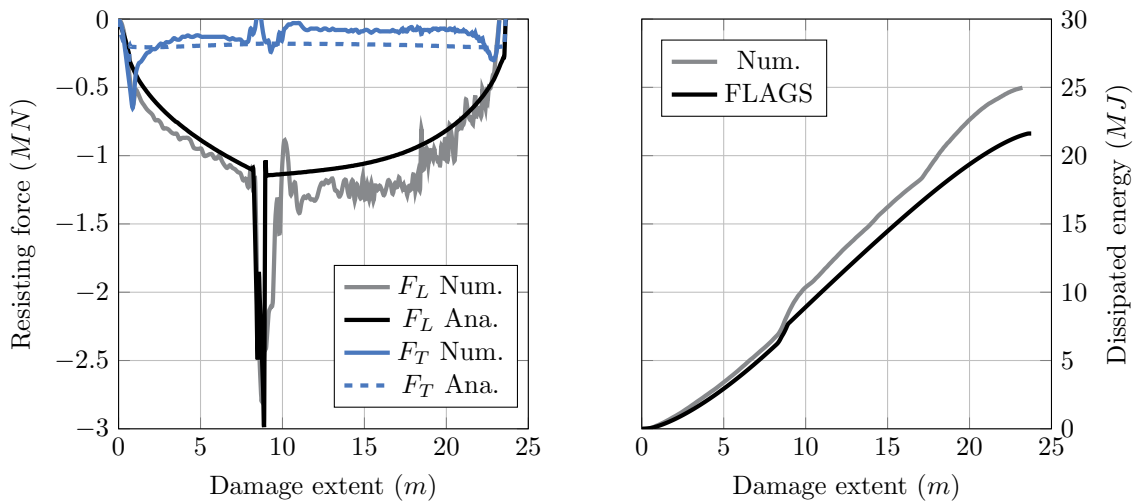 0
−0.5
−1
−1.5
−2
−2.5
−3
0 5 10 15 20 25
Resisting force (MN)
Damage extent (m)
F_L Num.
F_L Ana.
F_T Num.
F_T Ana.
Num.
FLAGS
30
25
20
15
10
5
0
0 5 10 15 20 25
Dissipated energy (MJ)
Damage extent (m)